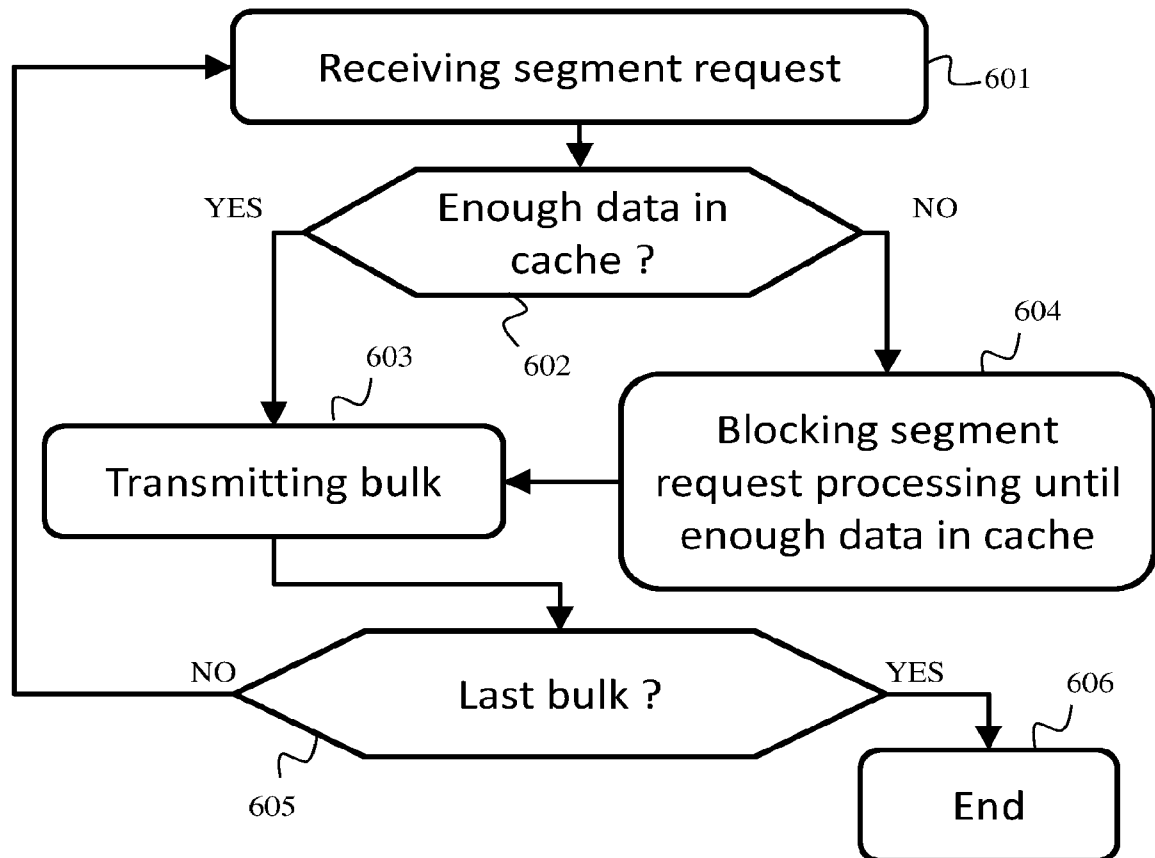 Receiving segment request
601
YES
Enough data in
cache ?
NO
602
604
603
Transmitting bulk
Blocking segment
request processing until
enough data in cache
NO
Last bulk ?
YES
605
606
End